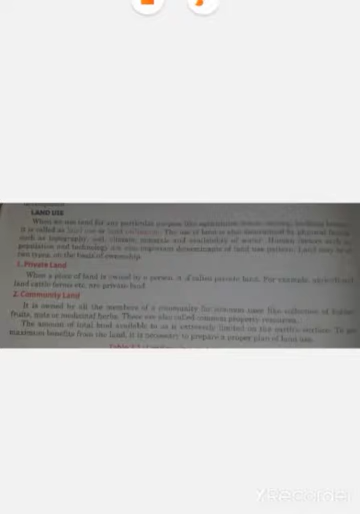 LAND USE
When we use land for any particular purpose like agriculture, forest, mining, building houses,
it is called as land use or land utilisation. The use of land is also determined by physical factors
such as topography, soil, climate, minerals and availability of water. Human factors such as
population and technology are also important determinants of land use pattern. Land may be of
two types, on the basis of ownership.
1. Private Land
When a piece of land is owned by a person, it is called private land. For example,
land cattle farms etc. are private land.
2. Community Land
It is owned by all the members of a community for common uses like collection of fodder
fruits, nuts or medicinal herbs. These are also called common property resources.
The amount of total land available to us is extremely limited on the earth's surface. To get
maximum benefits from the land, it is necessary to prepare a proper plan of land use.
XRecorder